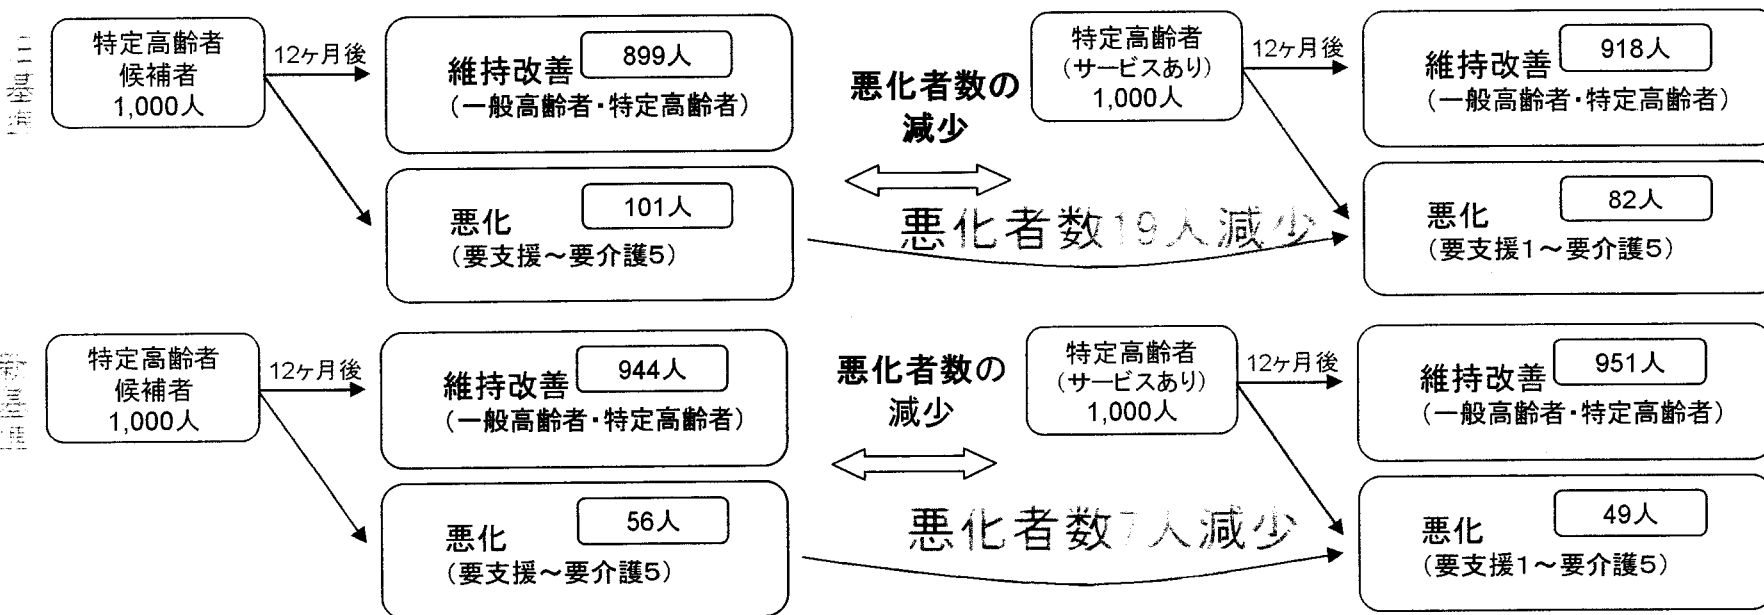 基準
特定高齢者
候補者
1,000人
12ヶ月後
維持改善 899人
(一般高齢者・特定高齢者)
悪化 101人
(要支援～要介護5)
悪化者数の
減少
悪化者数19人減少
特定高齢者
(サービスあり)
1,000人
12ヶ月後
維持改善 918人
(一般高齢者・特定高齢者)
悪化 82人
(要支援1～要介護5)
新基準
特定高齢者
候補者
1,000人
12ヶ月後
維持改善 944人
(一般高齢者・特定高齢者)
悪化 56人
(要支援～要介護5)
悪化者数の
減少
悪化者数7人減少
特定高齢者
(サービスあり)
1,000人
12ヶ月後
維持改善 951人
(一般高齢者・特定高齢者)
悪化 49人
(要支援1～要介護5)